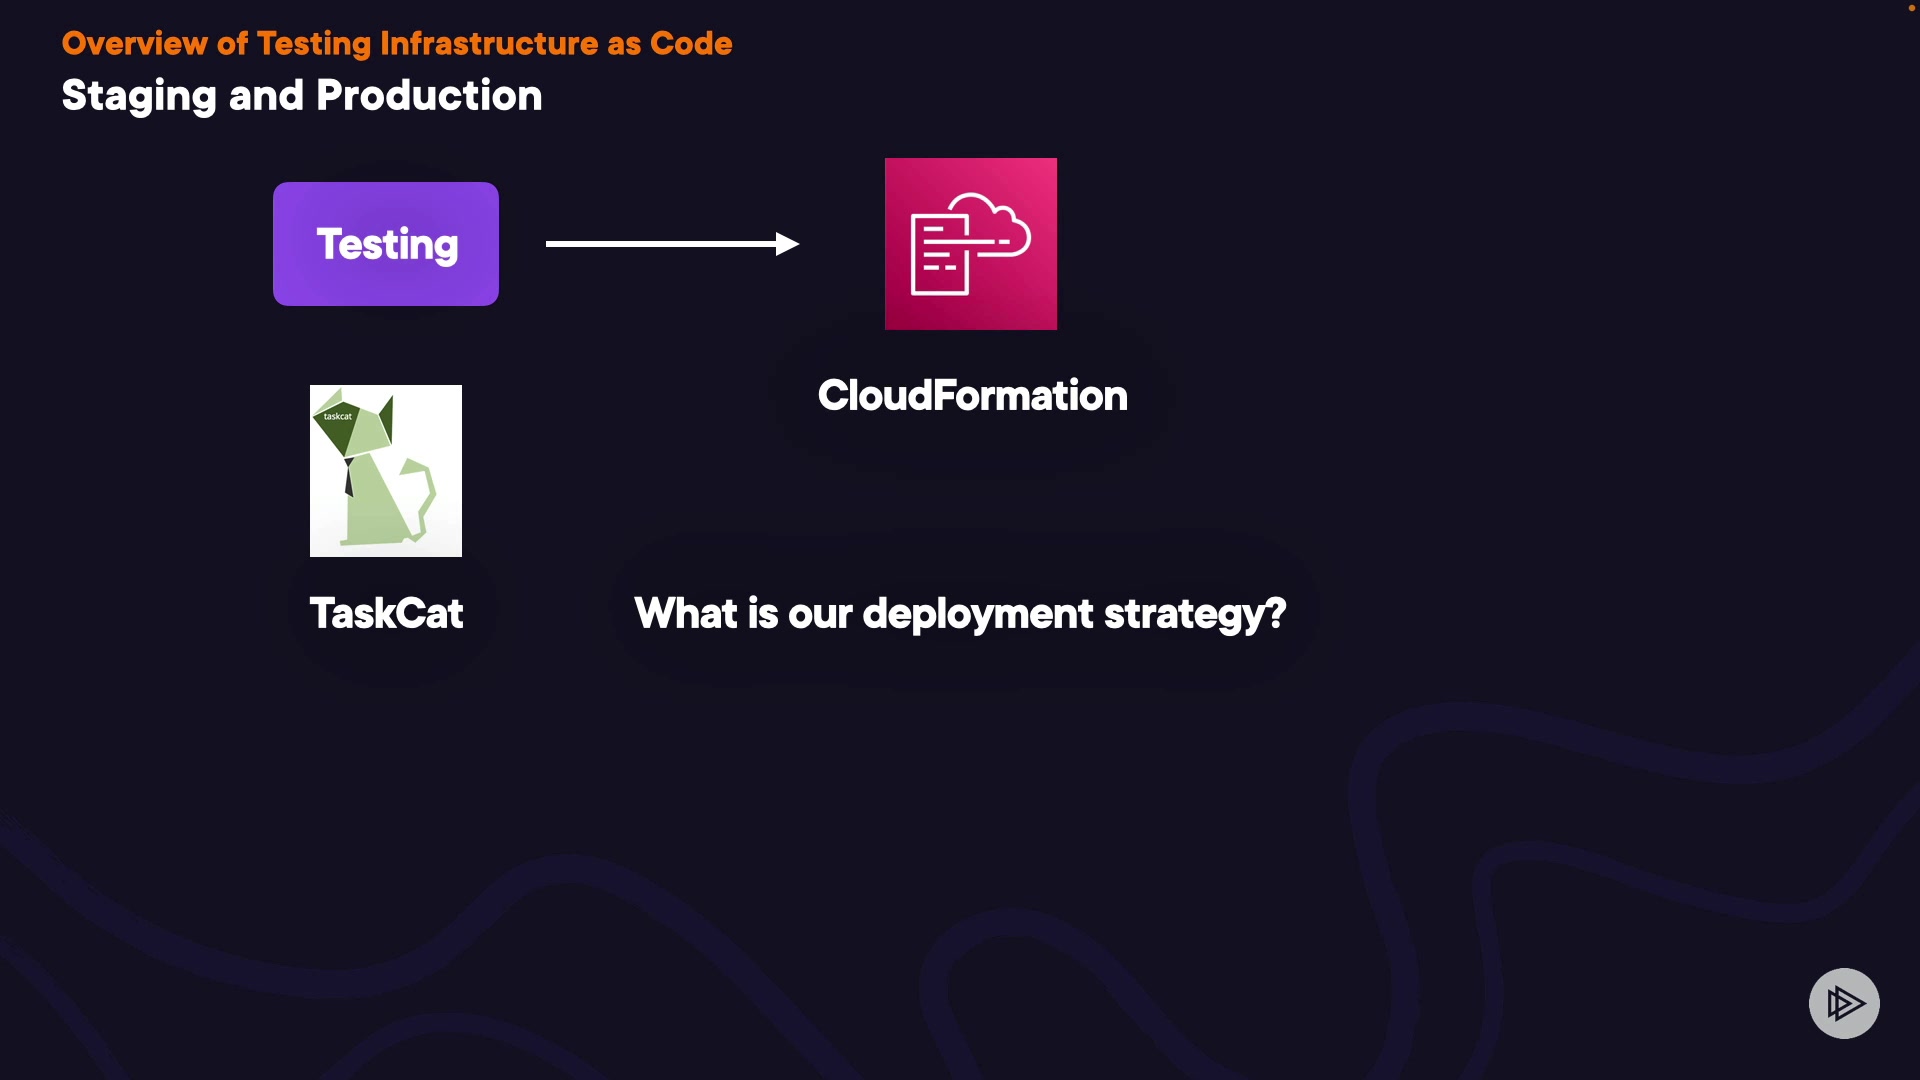 Overview of Testing Infrastructure as Code
Staging and Production
Testing
CloudFormation
taskcat
TaskCat
What is our deployment strategy?